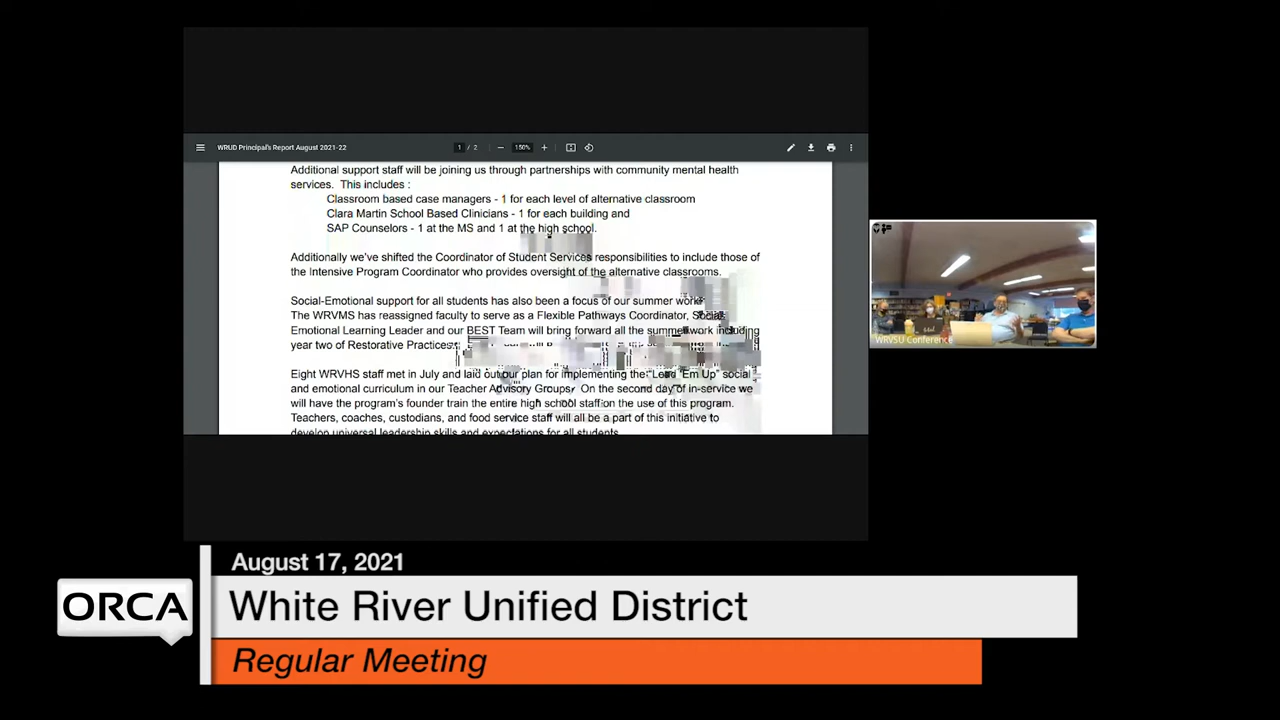 WRUD Principal's Report August 2021-22
1 / 2
150%
Additional support staff will be joining us through partnerships with community mental health
services. This includes :
Classroom based case managers - 1 for each level of alternative classroom
Clara Martin School Based Clinicians - 1 for each building and
SAP Counselors - 1 at the MS and 1 at the high school.
Additionally we've shifted the Coordinator of Student Services responsibilities to include those of
the Intensive Program Coordinator who provides oversight of the alternative classrooms.
Social-Emotional support for all students has also been a focus of our summer work.
The WRVMS has reassigned faculty to serve as a Flexible Pathways Coordinator, Social
Emotional Learning Leader and our BEST Team will bring forward all the summer work including
year two of Restorative Practices.
Eight WRVHS staff met in July and laid out our plan for implementing the "Lead "Em Up" social
and emotional curriculum in our Teacher Advisory Groups. On the second day of in-service we
will have the program's founder train the entire high school staff on the use of this program.
Teachers, coaches, custodians, and food service staff will all be a part of this initiative to
develop universal leadership skills and expectations for all students.
WRVSU Conference
August 17, 2021
ORCA
White River Unified District
Regular Meeting